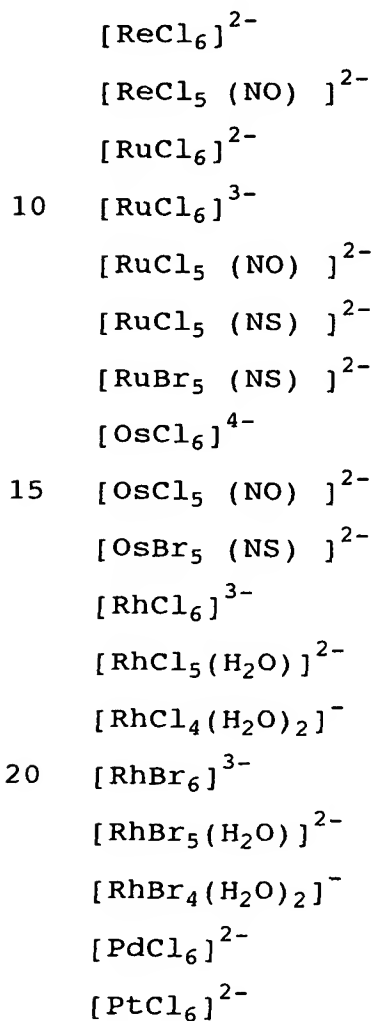 [ReCl₆]²⁻
[ReCl₅ (NO) ]²⁻
[RuCl₆]²⁻
10 [RuCl₆]³⁻
[RuCl₅ (NO) ]²⁻
[RuCl₅ (NS) ]²⁻
[RuBr₅ (NS) ]²⁻
[OsCl₆]⁴⁻
15 [OsCl₅ (NO) ]²⁻
[OsBr₅ (NS) ]²⁻
[RhCl₆]³⁻
[RhCl₅(H₂O)]²⁻
[RhCl₄(H₂O)₂]⁻
20 [RhBr₆]³⁻
[RhBr₅(H₂O)]²⁻
[RhBr₄(H₂O)₂]⁻
[PdCl₆]²⁻
[PtCl₆]²⁻